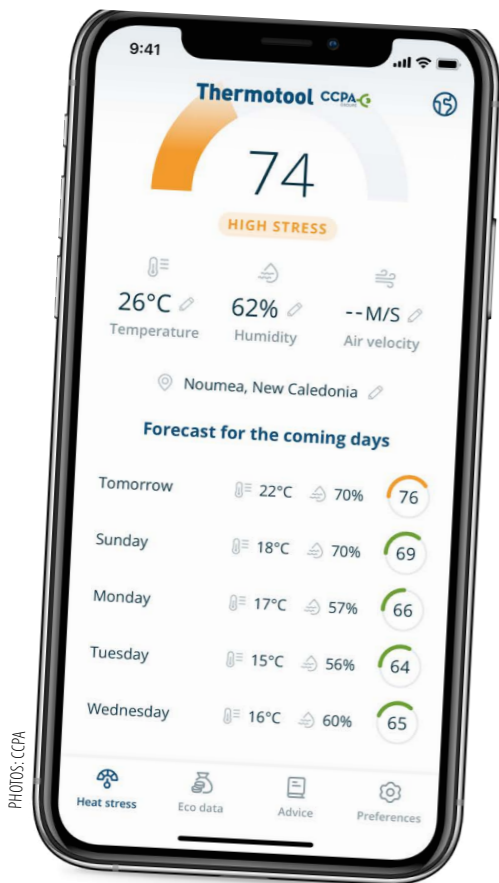 9:41
Thermotool CCPA
74
HIGH STRESS
26°C 62% --M/S
Temperature Humidity Air velocity
Noumea, New Caledonia
Forecast for the coming days
Tomorrow 22°C 70% 76
Sunday 18°C 70% 69
Monday 17°C 57% 66
Tuesday 15°C 56% 64
Wednesday 16°C 60% 65
Heat stress Eco data Advice Preferences
PHOTOS: CCPA